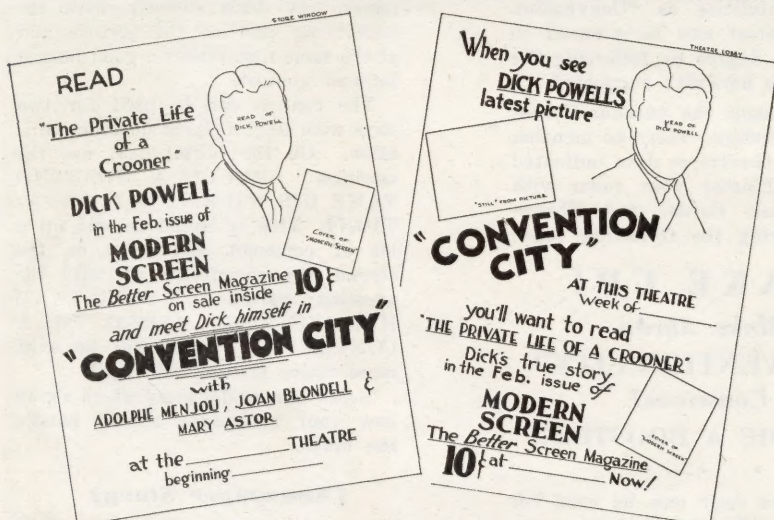 STORE WINDOW
READ
"The Private Life
of a
Crooner"
HEAD OF
DICK POWELL
DICK POWELL
in the Feb. issue of
MODERN
SCREEN
COVER OF
"MODERN SCREEN"
The Better Screen Magazine 10¢
on sale inside
and meet Dick himself in
"CONVENTION CITY"
with
ADOLPHE MENJOU, JOAN BLONDELL &
MARY ASTOR
at the THEATRE
beginning
THEATRE LOBBY
When you see
DICK POWELL'S
latest picture
HEAD OF
DICK POWELL
"STILL" FROM PICTURE
"CONVENTION
CITY"
AT THIS THEATRE
Week of
you'll want to read
"THE PRIVATE LIFE OF A CROONER"
Dick's true story
in the Feb. issue of
MODERN
SCREEN
COVER OF
"MODERN SCREEN"
The Better Screen Magazine
10¢ at Now!